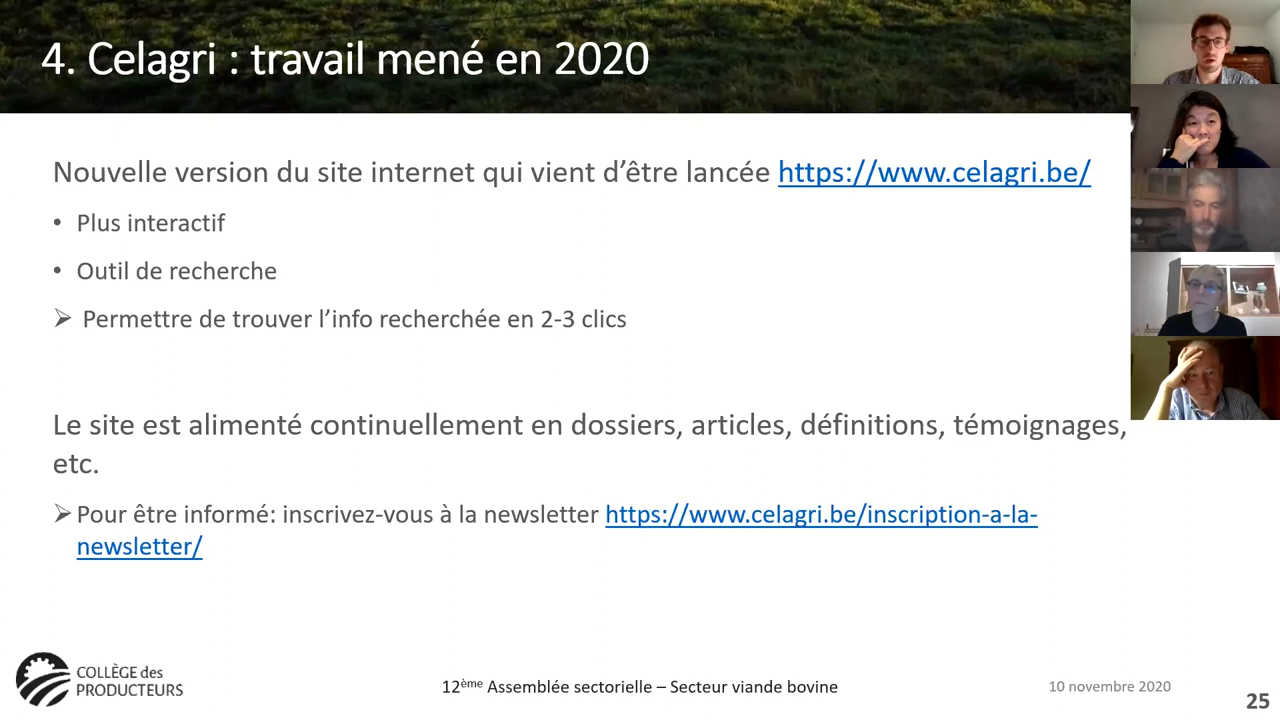 4. Celagri : travail mené en 2020
Nouvelle version du site internet qui vient d’être lancée https://www.celagri.be/
• Plus interactif
• Outil de recherche
➢ Permettre de trouver l’info recherchée en 2-3 clics
Le site est alimenté continuellement en dossiers, articles, définitions, témoignages,
etc.
➢ Pour être informé: inscrivez-vous à la newsletter https://www.celagri.be/inscription-a-la-
newsletter/
COLLÈGE des
PRODUCTEURS
12ème Assemblée sectorielle – Secteur viande bovine
10 novembre 2020
25